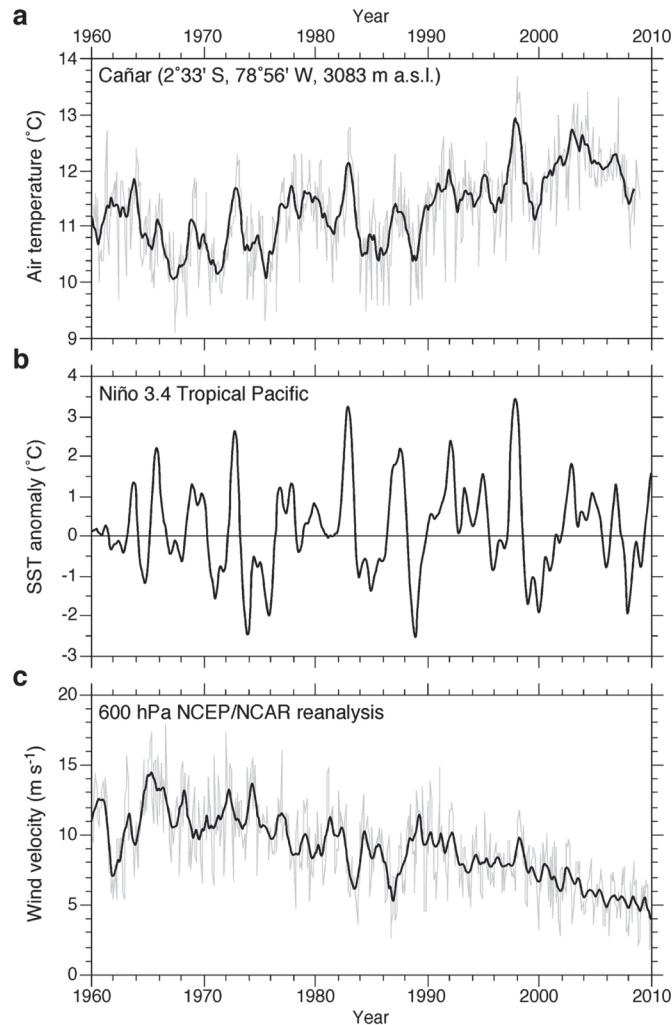 a
Year
1960 1970 1980 1990 2000 2010
14
Cañar (2˚33' S, 78˚56' W, 3083 m a.s.l.)
13
12
11
10
9
Air temperature (˚C)
b
4
Niño 3.4 Tropical Pacific
3
2
1
0
-1
-2
-3
SST anomaly (˚C)
c
20
600 hPa NCEP/NCAR reanalysis
15
10
5
0
Wind velocity (m s-1)
1960 1970 1980 1990 2000 2010
Year